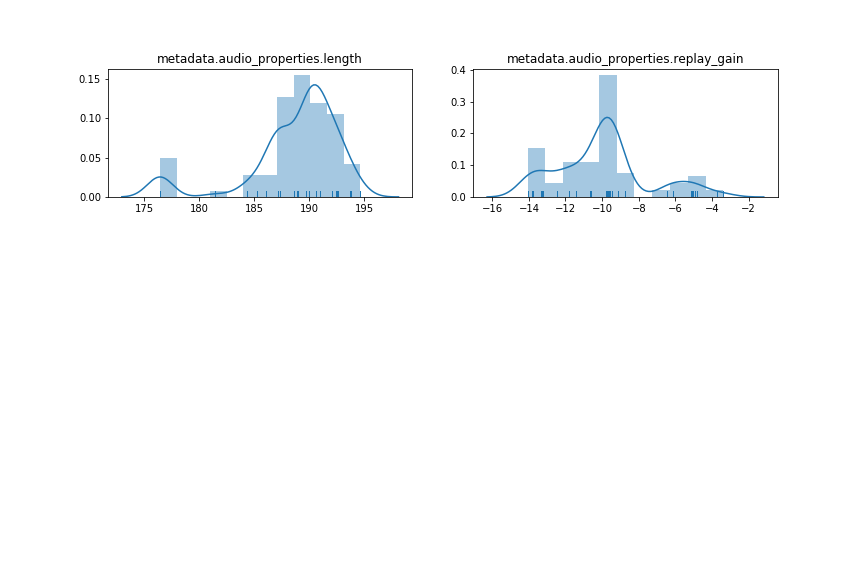 metadata.audio_properties.length
0.15
0.10
0.05
0.00
175 180 185 190 195
metadata.audio_properties.replay_gain
0.4
0.3
0.2
0.1
0.0
−16 −14 −12 −10 −8 −6 −4 −2